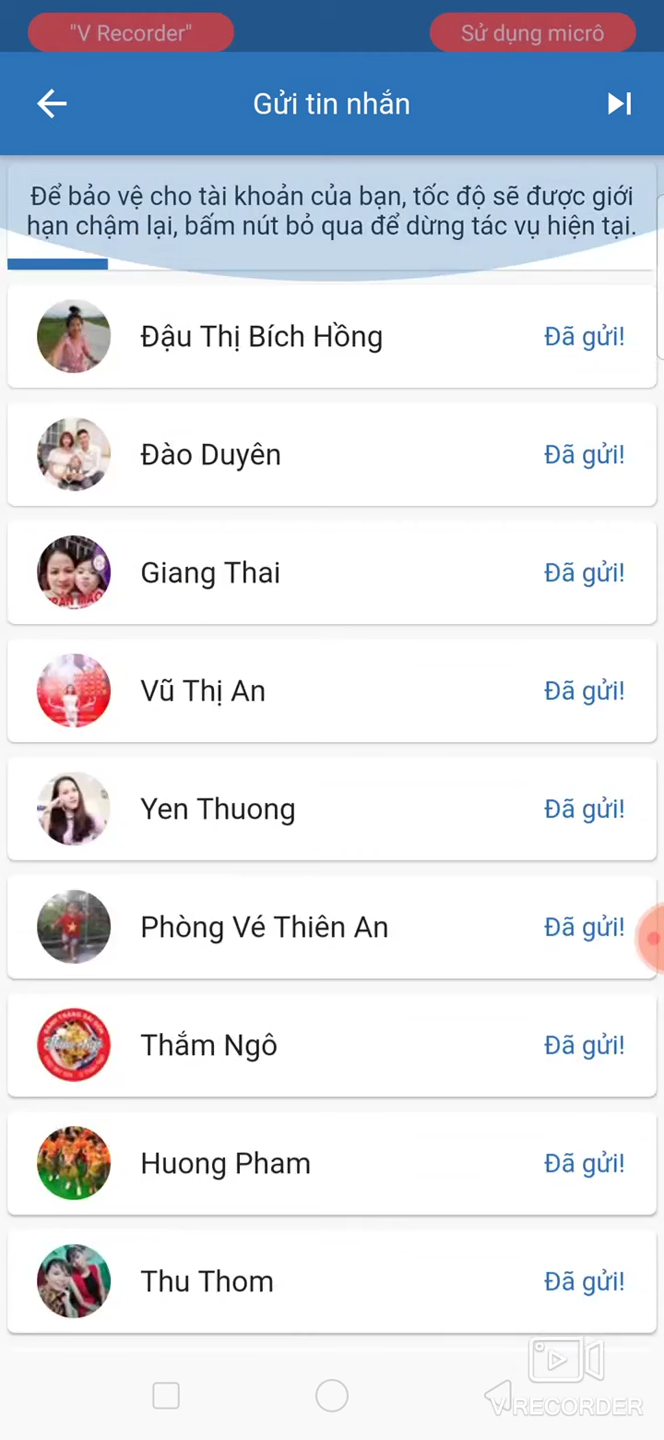 "V Recorder"
Sử dụng micrô
Gửi tin nhắn
Để bảo vệ cho tài khoản của bạn, tốc độ sẽ được giới
hạn chậm lại, bấm nút bỏ qua để dừng tác vụ hiện tại.
Đậu Thị Bích Hồng
Đã gửi!
Đào Duyên
Đã gửi!
Giang Thai
Đã gửi!
Vũ Thị An
Đã gửi!
Yen Thuong
Đã gửi!
Phòng Vé Thiên An
Đã gửi!
Thắm Ngô
Đã gửi!
Huong Pham
Đã gửi!
Thu Thom
Đã gửi!
VRECORDER